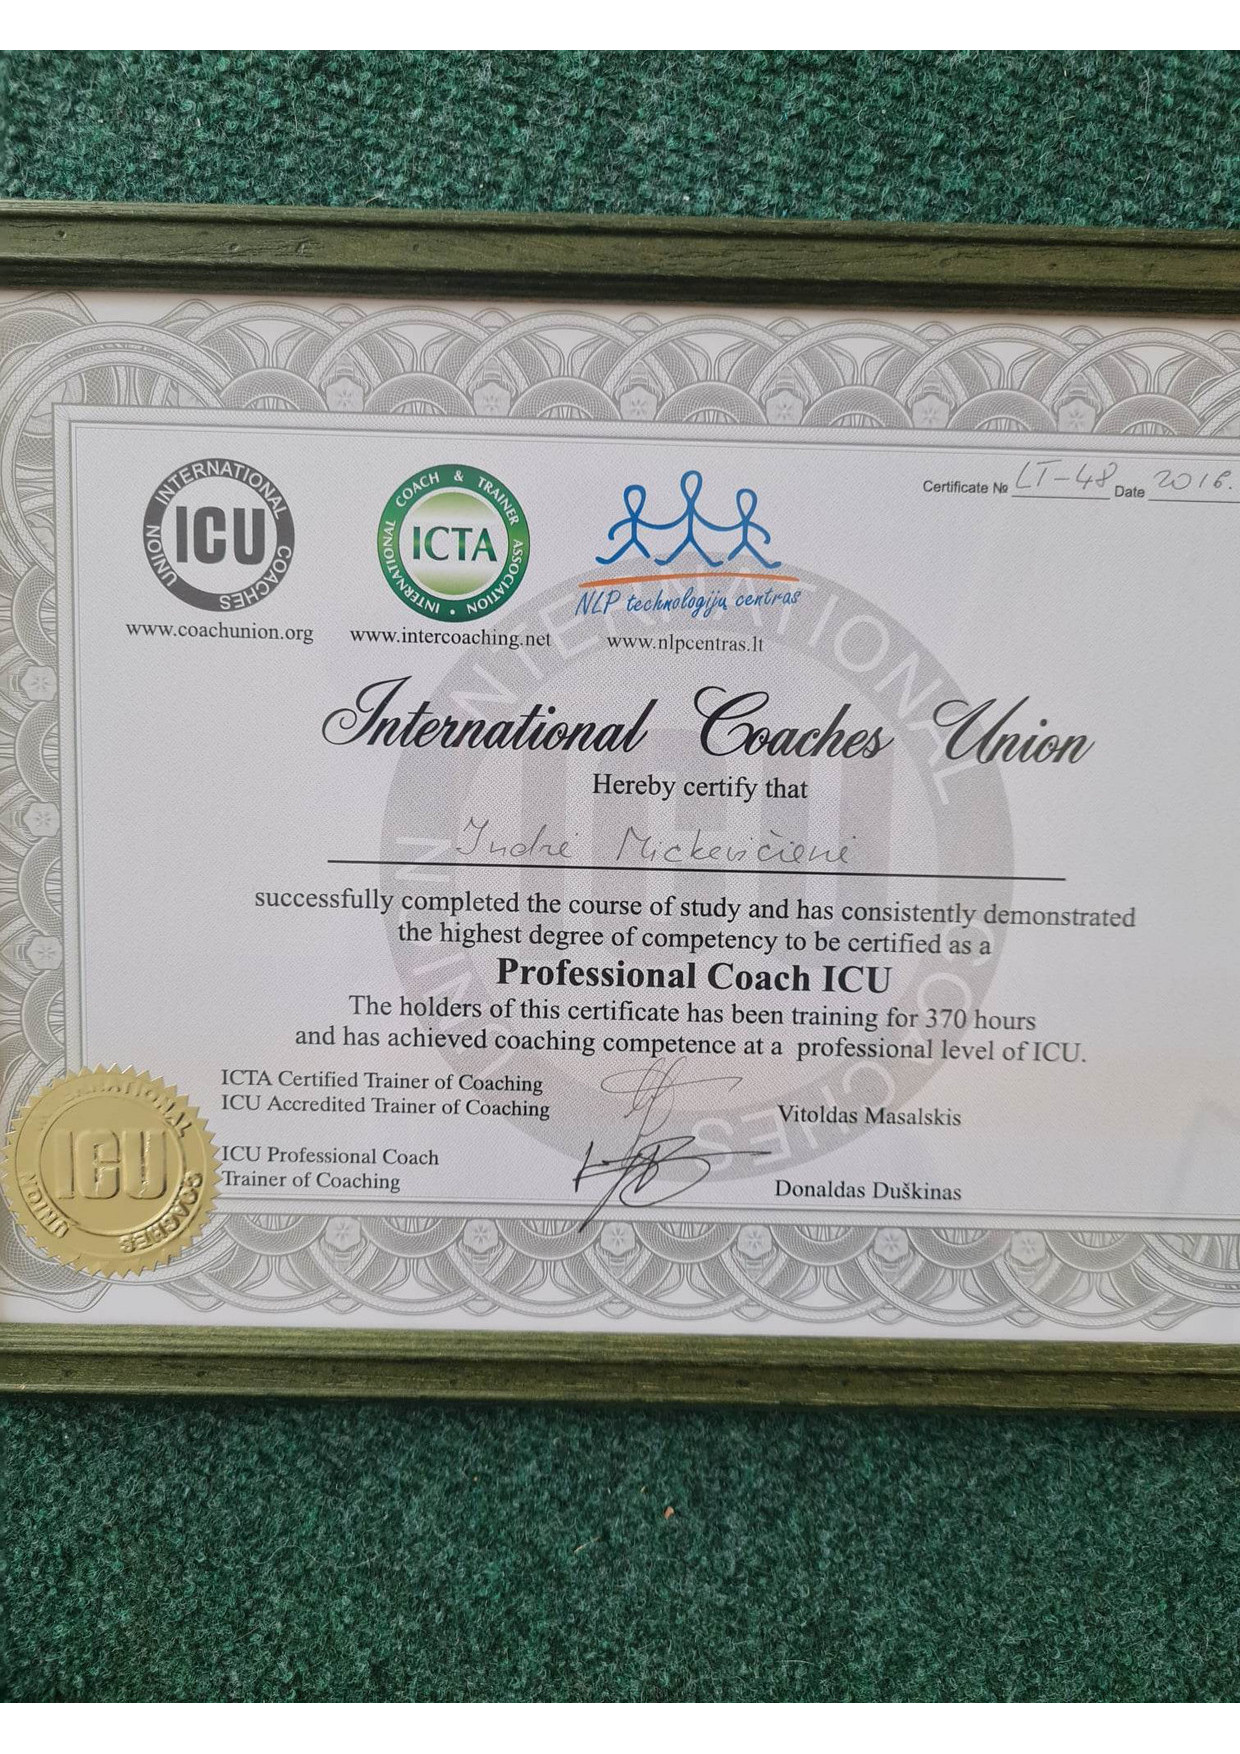 INTERNATIONAL COACHES UNION
ICU
www.coachunion.org
INTERNATIONAL COACH & TRAINER ASSOCIATION
ICTA
www.intercoaching.net
NLP technologijų centras
www.nlpcentras.lt
Certificate № LT-48 Date 2016.
International Coaches Union
Hereby certify that
Indrė Mickevičienė
successfully completed the course of study and has consistently demonstrated
the highest degree of competency to be certified as a
Professional Coach ICU
The holders of this certificate has been training for 370 hours
and has achieved coaching competence at a professional level of ICU.
ICTA Certified Trainer of Coaching
ICU Accredited Trainer of Coaching
Vitoldas Masalskis
ICU Professional Coach
Trainer of Coaching
Donaldas Duškinas
INTERNATIONAL COACHES UNION
ICU